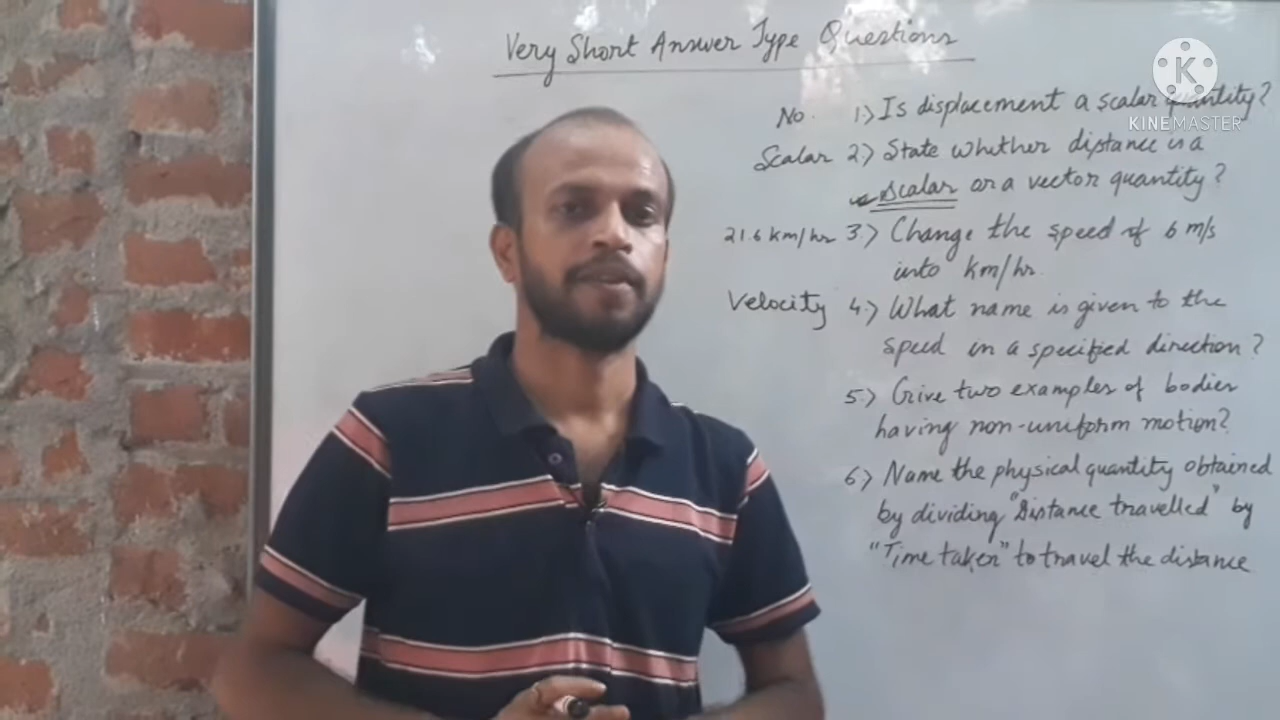 Very Short Answer Type Questions
No. 1.) Is displacement a scalar quantity?
Scalar 2.) State whether distance is a
Scalar or a vector quantity?
21.6 km/hr 3.) Change the speed of 6 m/s
into km/hr.
Velocity 4.) What name is given to the
speed in a specified direction?
5.) Give two examples of bodies
having non-uniform motion?
6.) Name the physical quantity obtained
by dividing "Distance travelled" by
"Time taken" to travel the distance
K
KINEMASTER